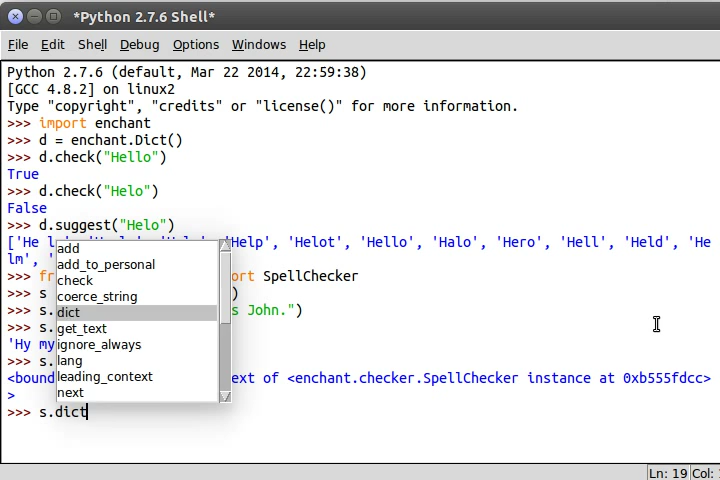 *Python 2.7.6 Shell*
File Edit Shell Debug Options Windows Help
Python 2.7.6 (default, Mar 22 2014, 22:59:38)
[GCC 4.8.2] on linux2
Type "copyright", "credits" or "license()" for more information.
>>> import enchant
>>> d = enchant.Dict()
>>> d.check("Hello")
True
>>> d.check("Helo")
False
>>> d.suggest("Helo")
['He 'Help', 'Helot', 'Hello', 'Halo', 'Hero', 'Hell', 'Held', 'He
lm', '
>>> fr ort SpellChecker
>>> s )
>>> s. s John.")
>>> s.
'Hy my
>>> s.
<bound ext of <enchant.checker.SpellChecker instance at 0xb555fdcc>
>
>>> s.dict
add
add_to_personal
check
coerce_string
dict
get_text
ignore_always
lang
leading_context
next
Ln: 19 Col: